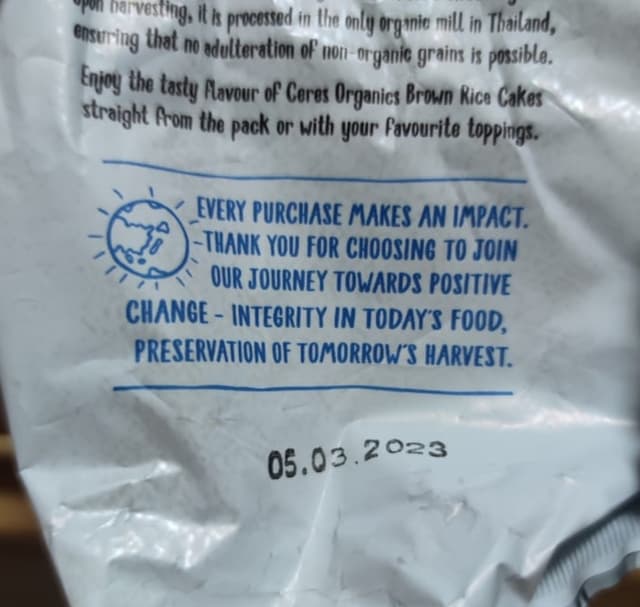 upon harvesting, it is processed in the only organic mill in Thailand,
ensuring that no adulteration of non-organic grains is possible.
Enjoy the tasty flavour of Ceres Organics Brown Rice Cakes
straight from the pack or with your favourite toppings.
EVERY PURCHASE MAKES AN IMPACT.
THANK YOU FOR CHOOSING TO JOIN
OUR JOURNEY TOWARDS POSITIVE
CHANGE - INTEGRITY IN TODAY'S FOOD,
PRESERVATION OF TOMORROW'S HARVEST.
05.03.2023